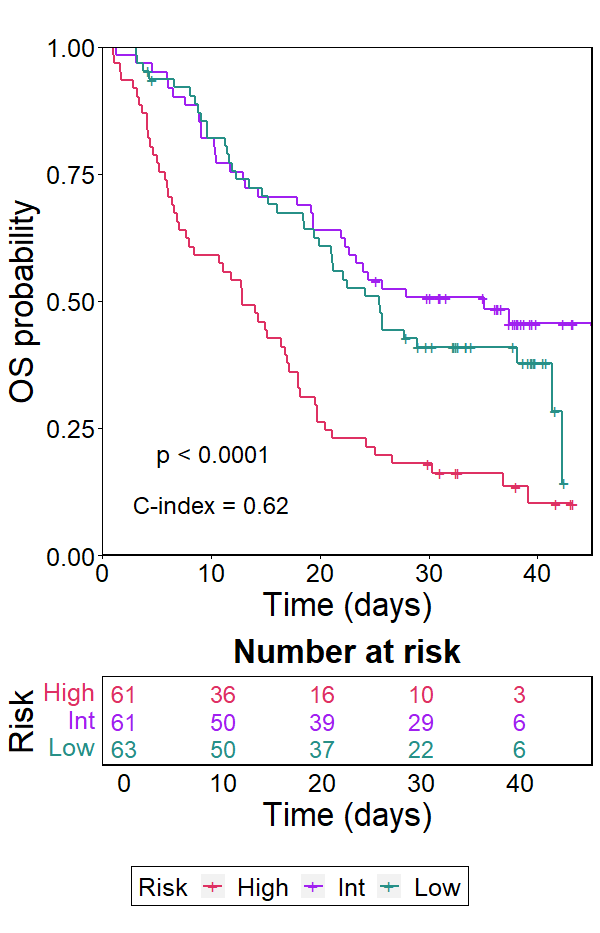 1.00
0.75
0.50
0.25
0.00
OS probability
p < 0.0001
C-index = 0.62
0 10 20 30 40
Time (days)
Number at risk
Risk
High 61 36 16 10 3
Int 61 50 39 29 6
Low 63 50 37 22 6
0 10 20 30 40
Time (days)
Risk High Int Low